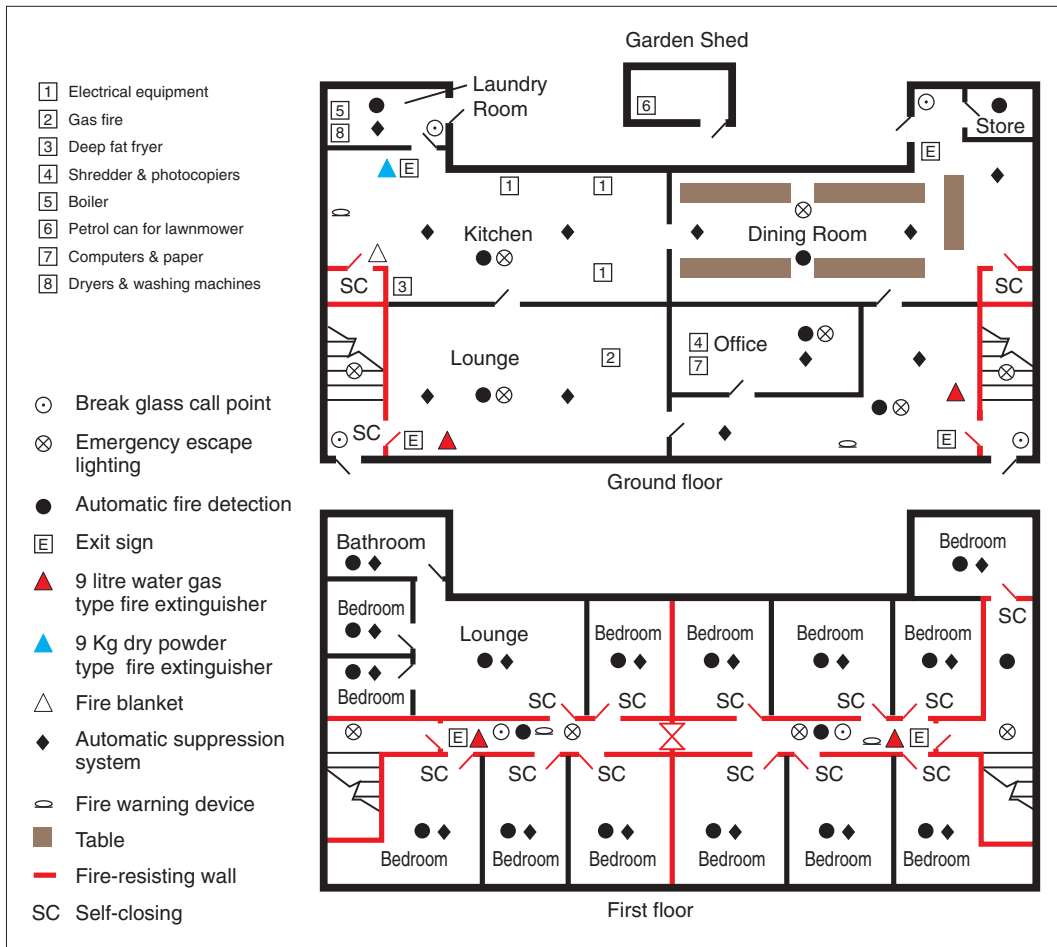 1 Electrical equipment
2 Gas fire
3 Deep fat fryer
4 Shredder & photocopiers
5 Boiler
6 Petrol can for lawnmower
7 Computers & paper
8 Dryers & washing machines
Break glass call point
Emergency escape
lighting
Automatic fire detection
E Exit sign
9 litre water gas
type fire extinguisher
9 Kg dry powder
type fire extinguisher
Fire blanket
Automatic suppression
system
Fire warning device
Table
Fire-resisting wall
SC Self-closing
Garden Shed
6
Laundry
Room
5
8
Store
E
E
1
1
Kitchen
Dining Room
1
SC
3
SC
Lounge
2
4 Office
7
SC
E
E
Ground floor
Bathroom
Bedroom
Bedroom
Bedroom
Lounge
Bedroom
Bedroom
Bedroom
Bedroom
SC
SC
SC
SC
SC
SC
E
E
SC
SC
SC
SC
SC
SC
Bedroom
Bedroom
Bedroom
Bedroom
Bedroom
Bedroom
First floor